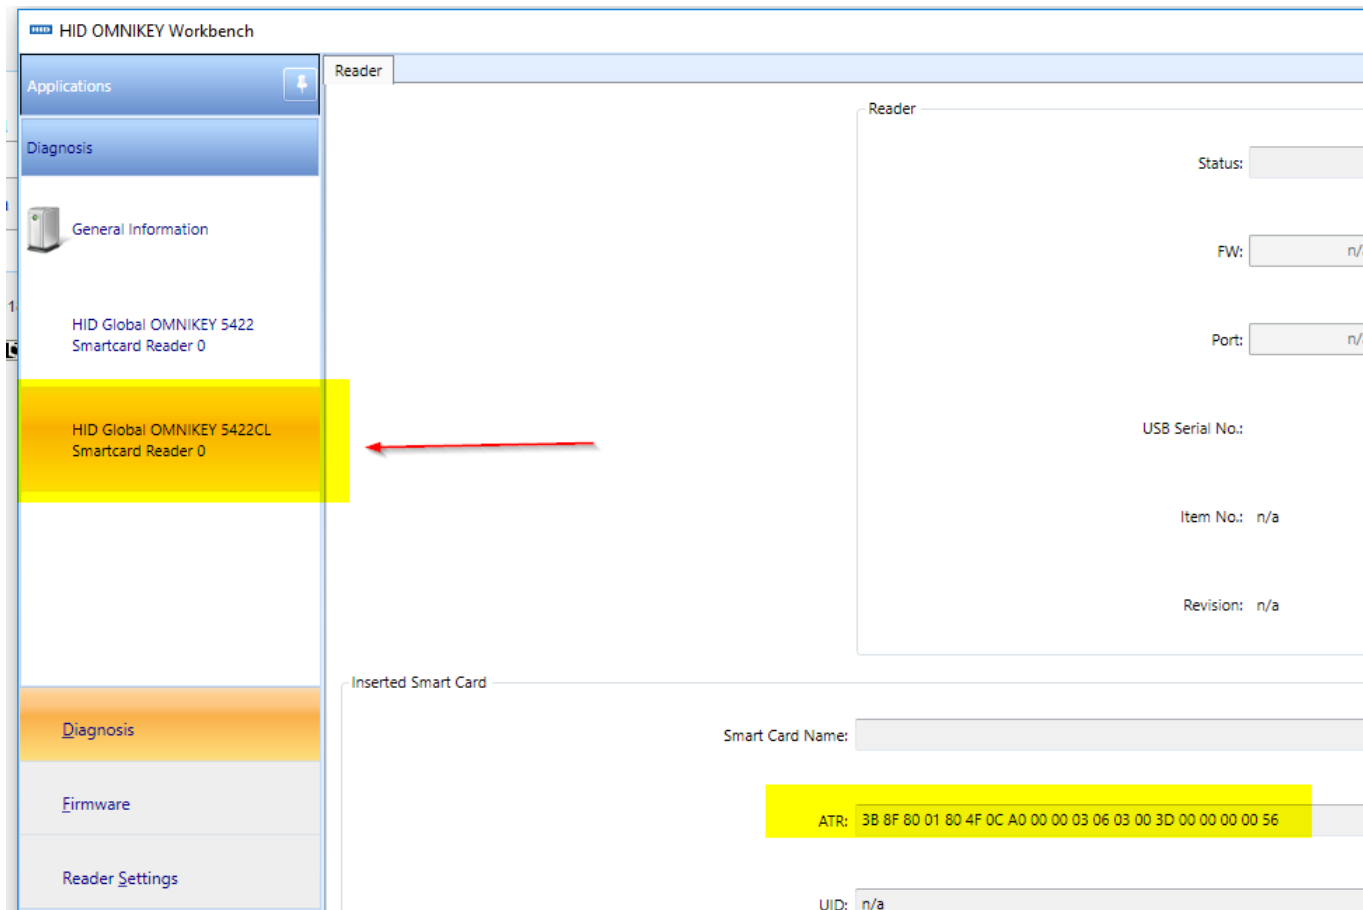 HID HID OMNIKEY Workbench
Applications
Reader
Diagnosis
General Information
HID Global OMNIKEY 5422
Smartcard Reader 0
HID Global OMNIKEY 5422CL
Smartcard Reader 0
Diagnosis
Firmware
Reader Settings
Reader
Status:
FW: n/
Port: n/
USB Serial No.:
Item No.: n/a
Revision: n/a
Inserted Smart Card
Smart Card Name:
ATR: 3B 8F 80 01 80 4F 0C A0 00 00 03 06 03 00 3D 00 00 00 00 56
UID: n/a